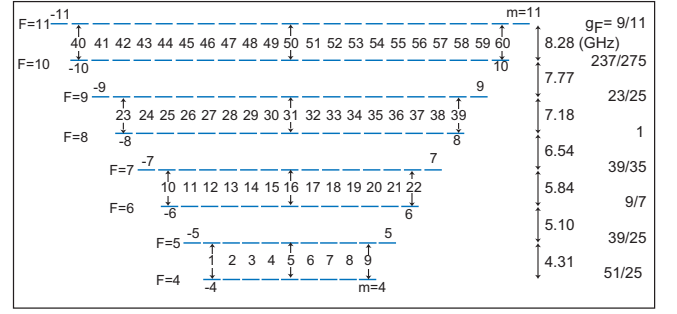 -11 m=11 gF= 9/11
F=11
40 41 42 43 44 45 46 47 48 49 50 51 52 53 54 55 56 57 58 59 60 8.28 (GHz)
F=10 -10 10 237/275
7.77
-9 9 23/25
F=9
23 24 25 26 27 28 29 30 31 32 33 34 35 36 37 38 39 7.18
F=8 -8 8 1
6.54
-7 7 39/35
F=7
10 11 12 13 14 15 16 17 18 19 20 21 22 5.84
F=6 -6 6 9/7
5.10
-5 5 39/25
F=5
1 2 3 4 5 6 7 8 9 4.31
F=4 -4 m=4 51/25